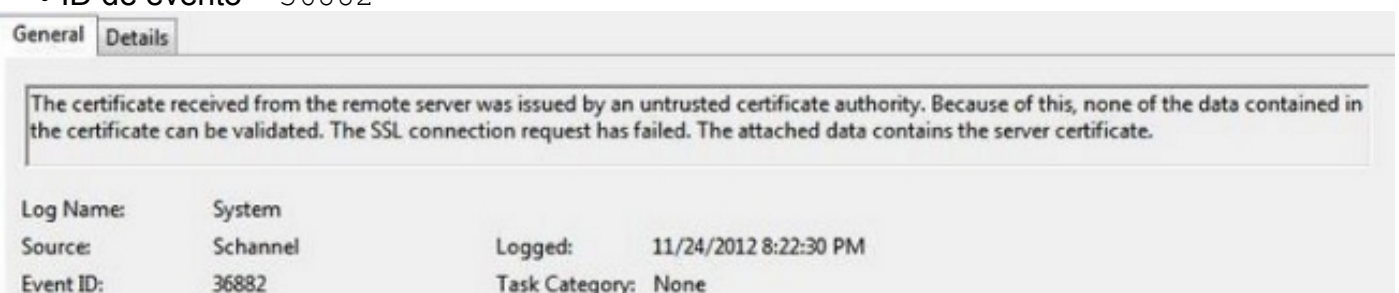 • ID de evento 36882
General Details
The certificate received from the remote server was issued by an untrusted certificate authority. Because of this, none of the data contained in
the certificate can be validated. The SSL connection request has failed. The attached data contains the server certificate.
Log Name: System
Source: Schannel Logged: 11/24/2012 8:22:30 PM
Event ID: 36882 Task Category: None